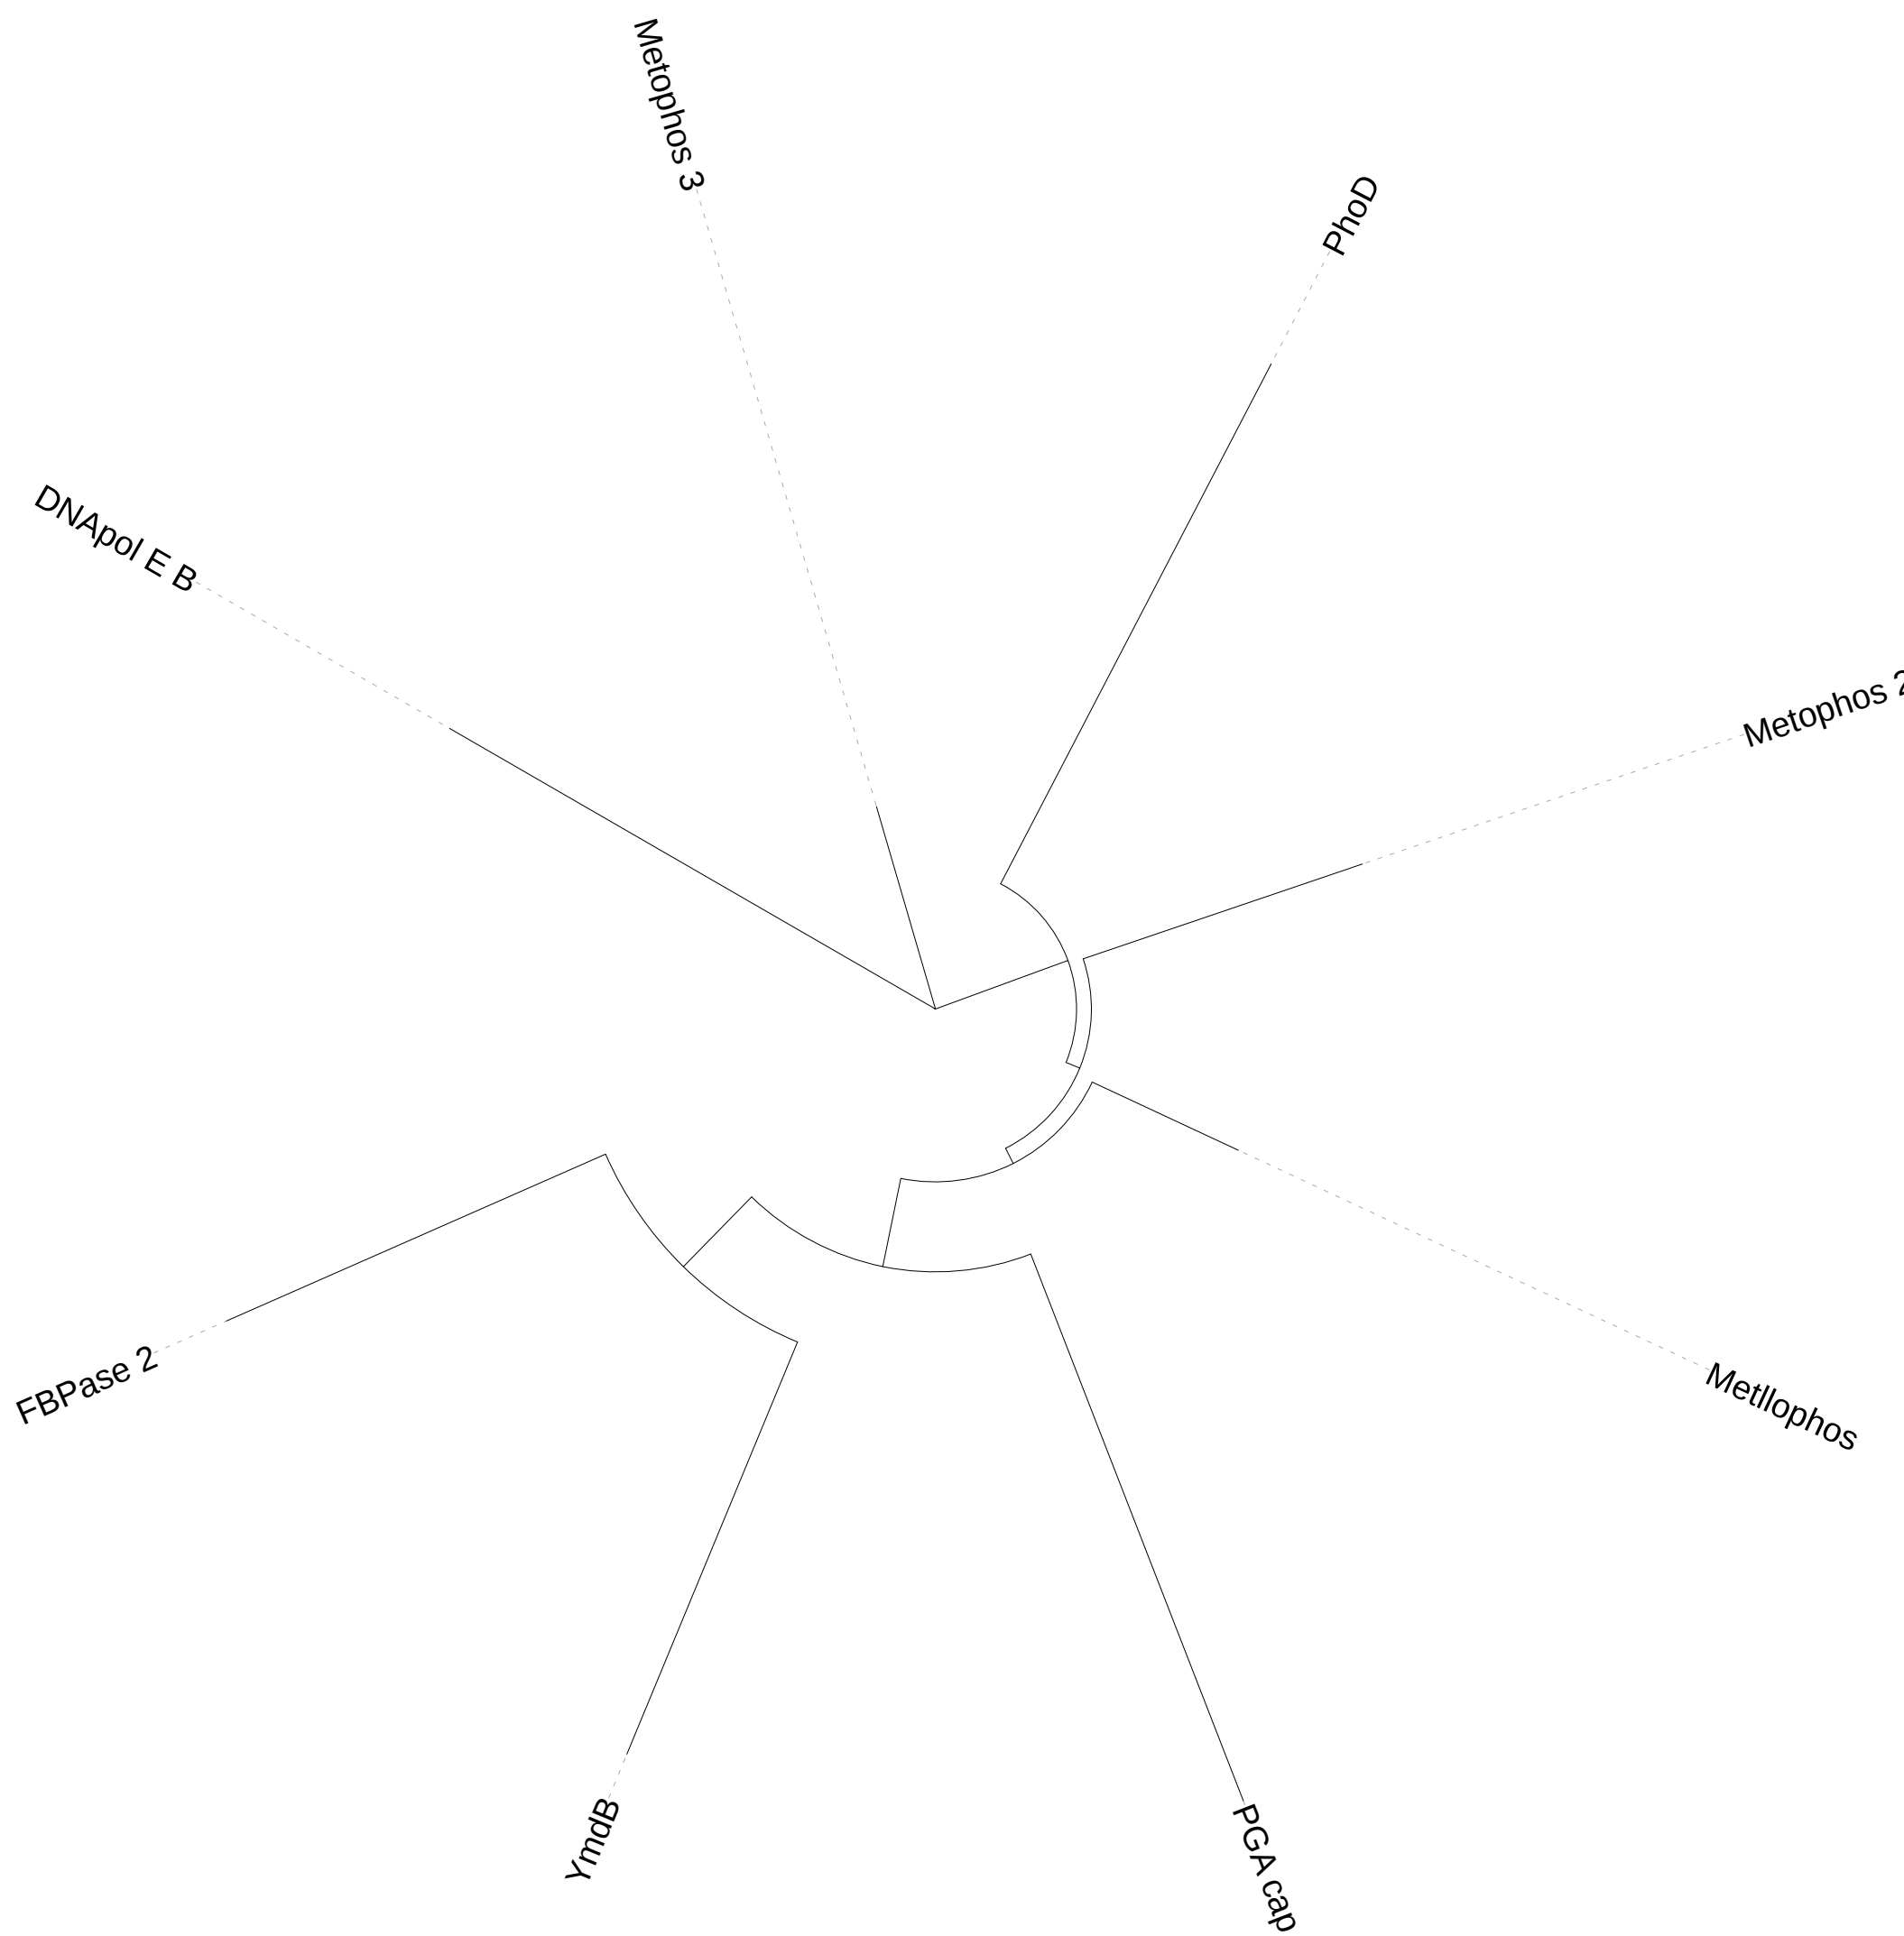 Metophos 3
PhoD
DNApol E B
Metophos 2
FBPase 2
Metllophos
YmdB
PGA cap